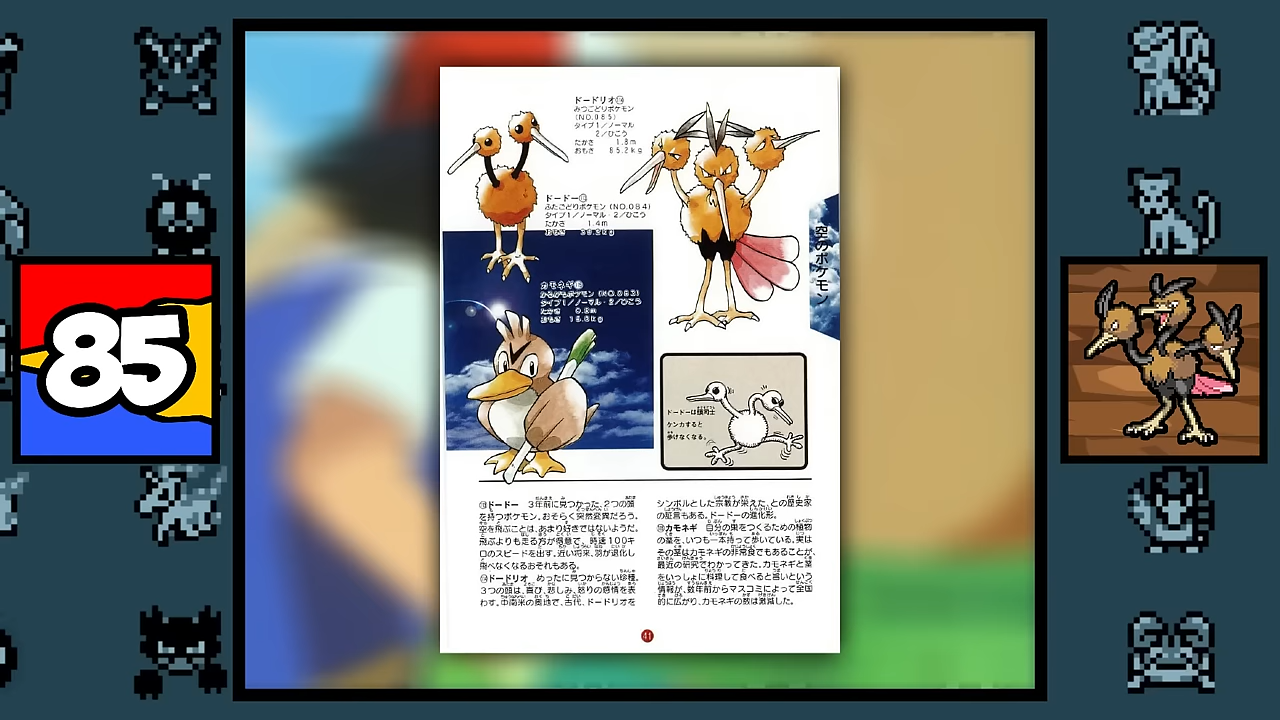 85
ドードリオ⑭
みつごどりポケモン
(NO.085)
タイプ1/ノーマル
2/ひこう
たかさ 1.8m
おもさ 85.2kg
ドードー⑬
ふたごどりポケモン (NO.084)
タイプ1/ノーマル・2/ひこう
たかさ 1.4m
おもさ 39.2kg
カモネギ⑮
かるがもポケモン (NO.083)
タイプ1/ノーマル・2/ひこう
たかさ 0.8m
おもさ 15.0kg
空のポケモン
ドードーは頭同士
ケンカすると
歩けなくなる。
⑬ドードー 3年前に見つかった、2つの頭
を持つポケモン。おそらく突然変異だろう。
空を飛ぶことは、あまり好きではないようだ。
飛ぶよりも走る方が得意で、時速100キ
ロのスピードを出す。近い将来、羽が退化し
飛べなくなるおそれもある。
⑭ドードリオ めったに見つからない珍種。
3つの頭は、喜び、悲しみ、怒りの感情を表
わす。中南米の奥地で、古代、ドードリオを
シンボルとした宗教が栄えた、との歴史家
の証言もある。ドードーの進化形。
⑮カモネギ 自分の巣をつくるための植物
の茎を、いつも一本持って歩いている。実は
その茎はカモネギの非常食でもあることが、
最近の研究でわかってきた。カモネギと茎
をいっしょに料理して食べると旨いという
情報が、数年前からマスコミによって全国
的に広がり、カモネギの数は激減した。
41